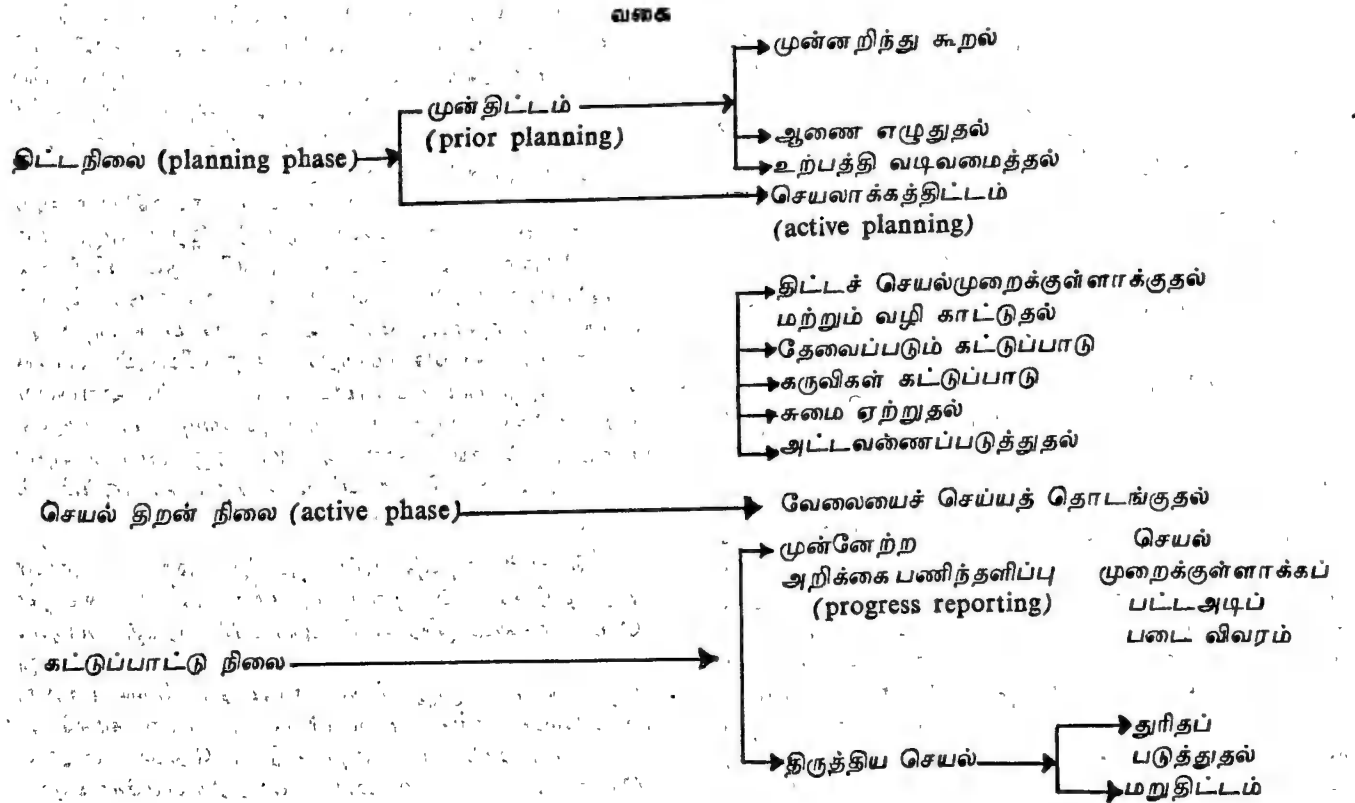 வகை
முன்னறிந்து கூறல்
முன்திட்டம்
(prior planning)
ஆணை எழுதுதல்
திட்டநிலை (planning phase)
உற்பத்தி வடிவமைத்தல்
செயலாக்கத்திட்டம்
(active planning)
திட்டச் செயல்முறைக்குள்ளாக்குதல்
மற்றும் வழி காட்டுதல்
தேவைப்படும் கட்டுப்பாடு
கருவிகள் கட்டுப்பாடு
சுமை ஏற்றுதல்
அட்டவணைப்படுத்துதல்
செயல் திறன் நிலை (active phase)
வேலையைச் செய்யத் தொடங்குதல்
முன்னேற்ற
அறிக்கை பணிந்தளிப்பு
(progress reporting)
செயல்
முறைக்குள்ளாக்கப்
பட்ட அடிப்
படை விவரம்
கட்டுப்பாட்டு நிலை
திருத்திய செயல்
துரிதப்
படுத்துதல்
மறுதிட்டம்